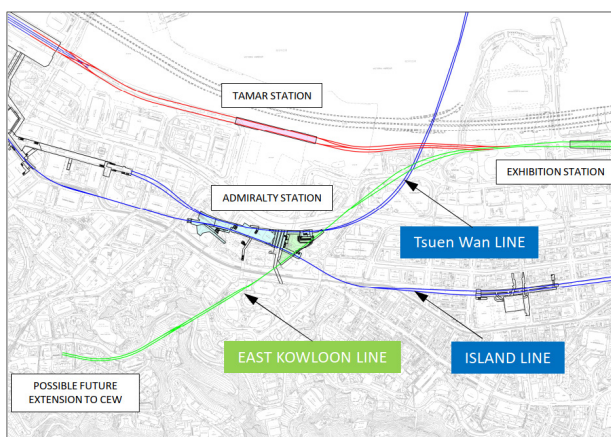 TAMAR STATION
EXHIBITION STATION
ADMIRALTY STATION
Tsuen Wan LINE
EAST KOWLOON LINE
ISLAND LINE
POSSIBLE FUTURE
EXTENSION TO CEW